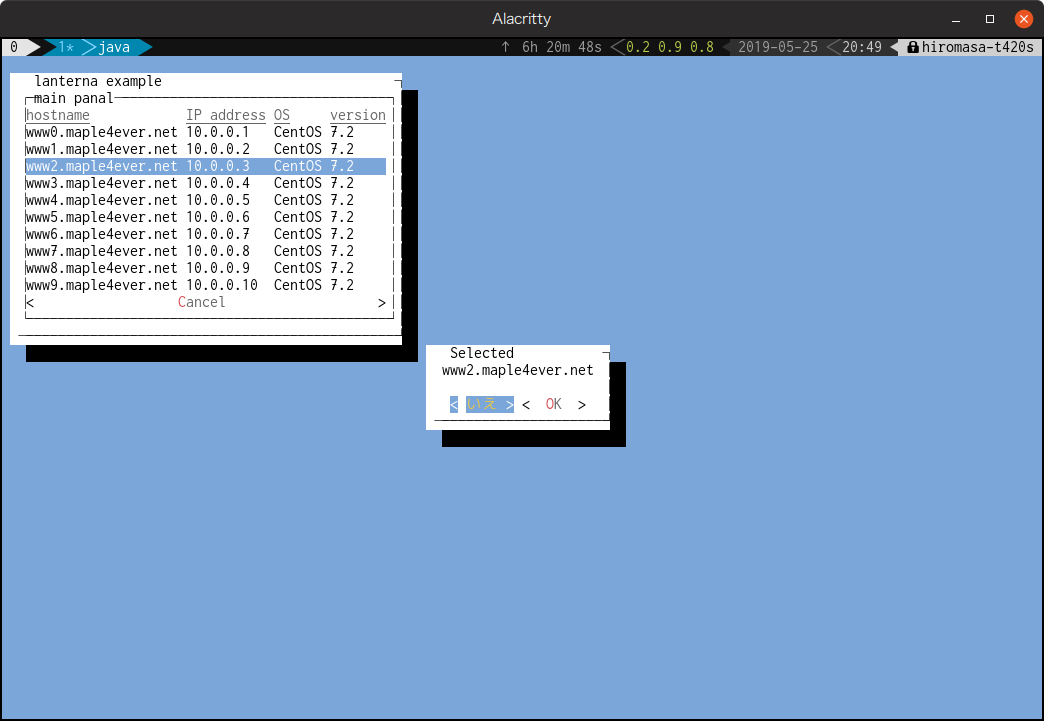 Alacritty
0 1* java ↑ 6h 20m 48s 0.2 0.9 0.8 2019-05-25 20:49 hiromasa-t420s
lanterna example
main panal
hostname IP address OS version
www0.maple4ever.net 10.0.0.1 CentOS 7.2
www1.maple4ever.net 10.0.0.2 CentOS 7.2
www2.maple4ever.net 10.0.0.3 CentOS 7.2
www3.maple4ever.net 10.0.0.4 CentOS 7.2
www4.maple4ever.net 10.0.0.5 CentOS 7.2
www5.maple4ever.net 10.0.0.6 CentOS 7.2
www6.maple4ever.net 10.0.0.7 CentOS 7.2
www7.maple4ever.net 10.0.0.8 CentOS 7.2
www8.maple4ever.net 10.0.0.9 CentOS 7.2
www9.maple4ever.net 10.0.0.10 CentOS 7.2
< Cancel >
Selected
www2.maple4ever.net
< いえ > < OK >